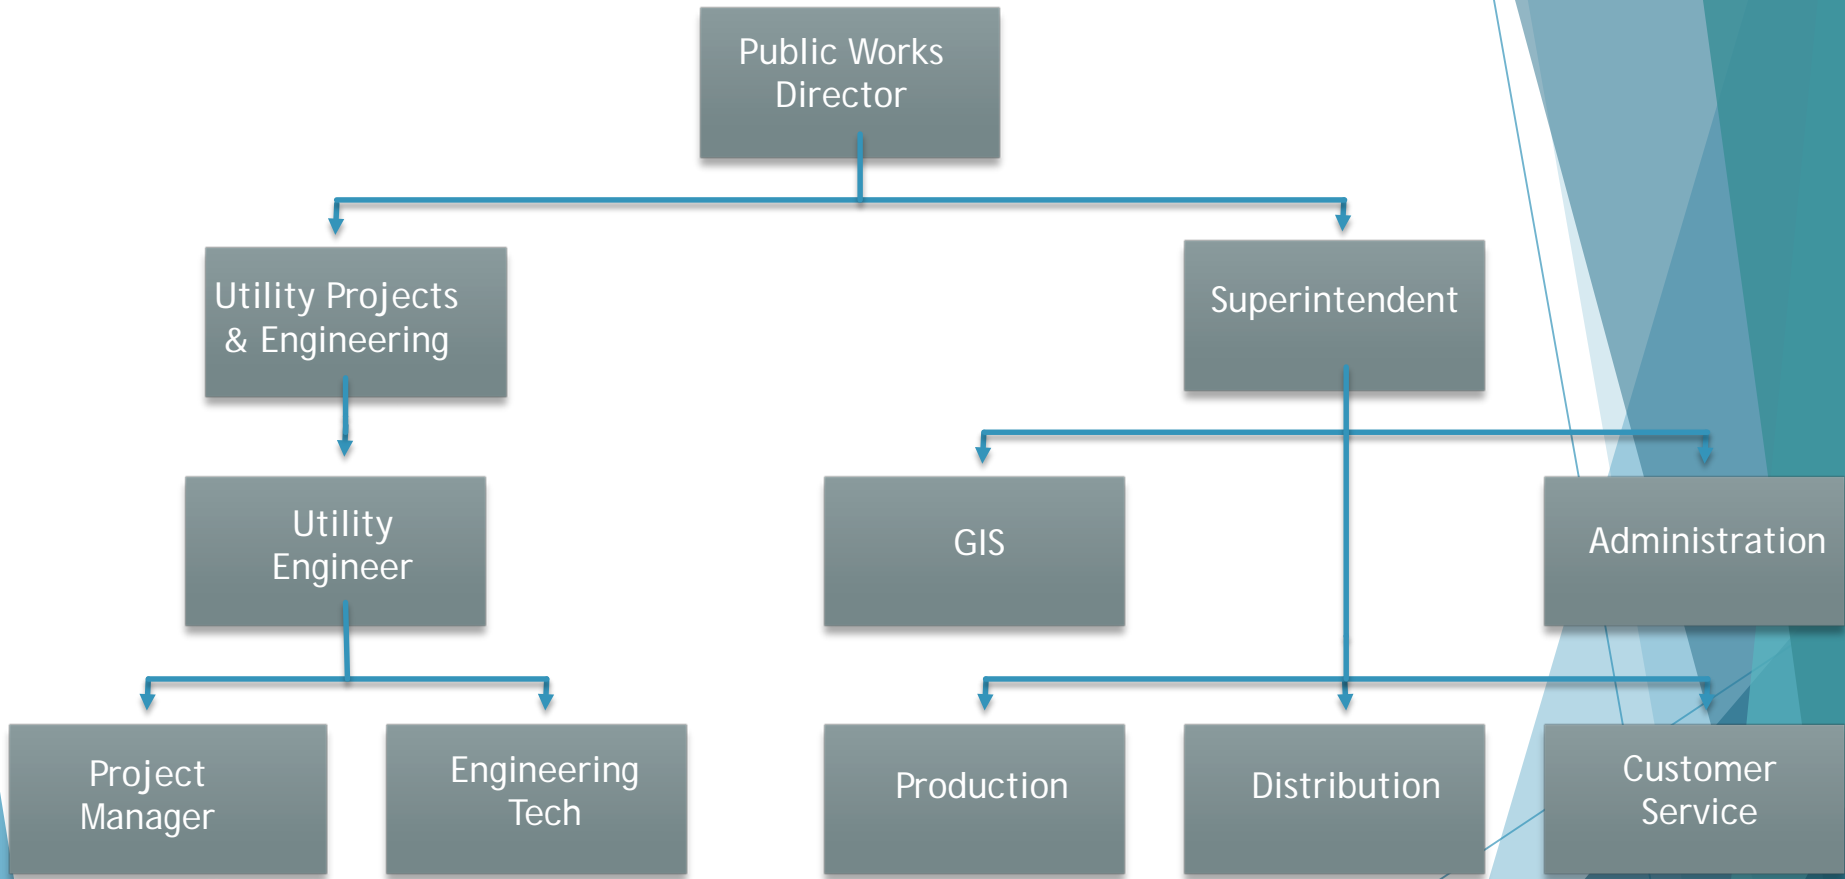 Public Works
Director
Utility Projects
& Engineering
Superintendent
Utility
Engineer
GIS
Administration
Project
Manager
Engineering
Tech
Production
Distribution
Customer
Service